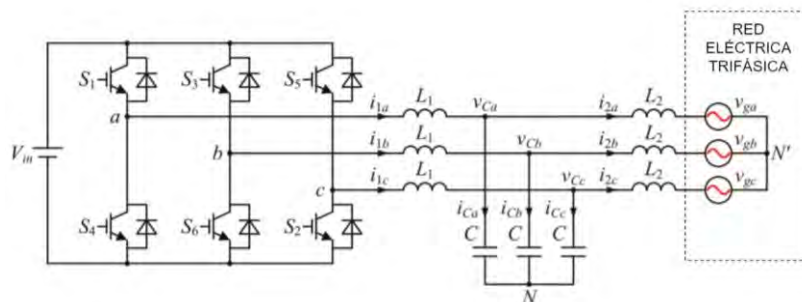 RED
ELÉCTRICA
TRIFÁSICA
S1 S3 S5
i1a L1 vCa i2a L2 vga
a
i1b L1 vCb i2b L2 vgb
Vin b N'
i1c L1 vCc i2c L2 vgc
c
iCa iCb iCc
S4 S6 S2 C C C
N